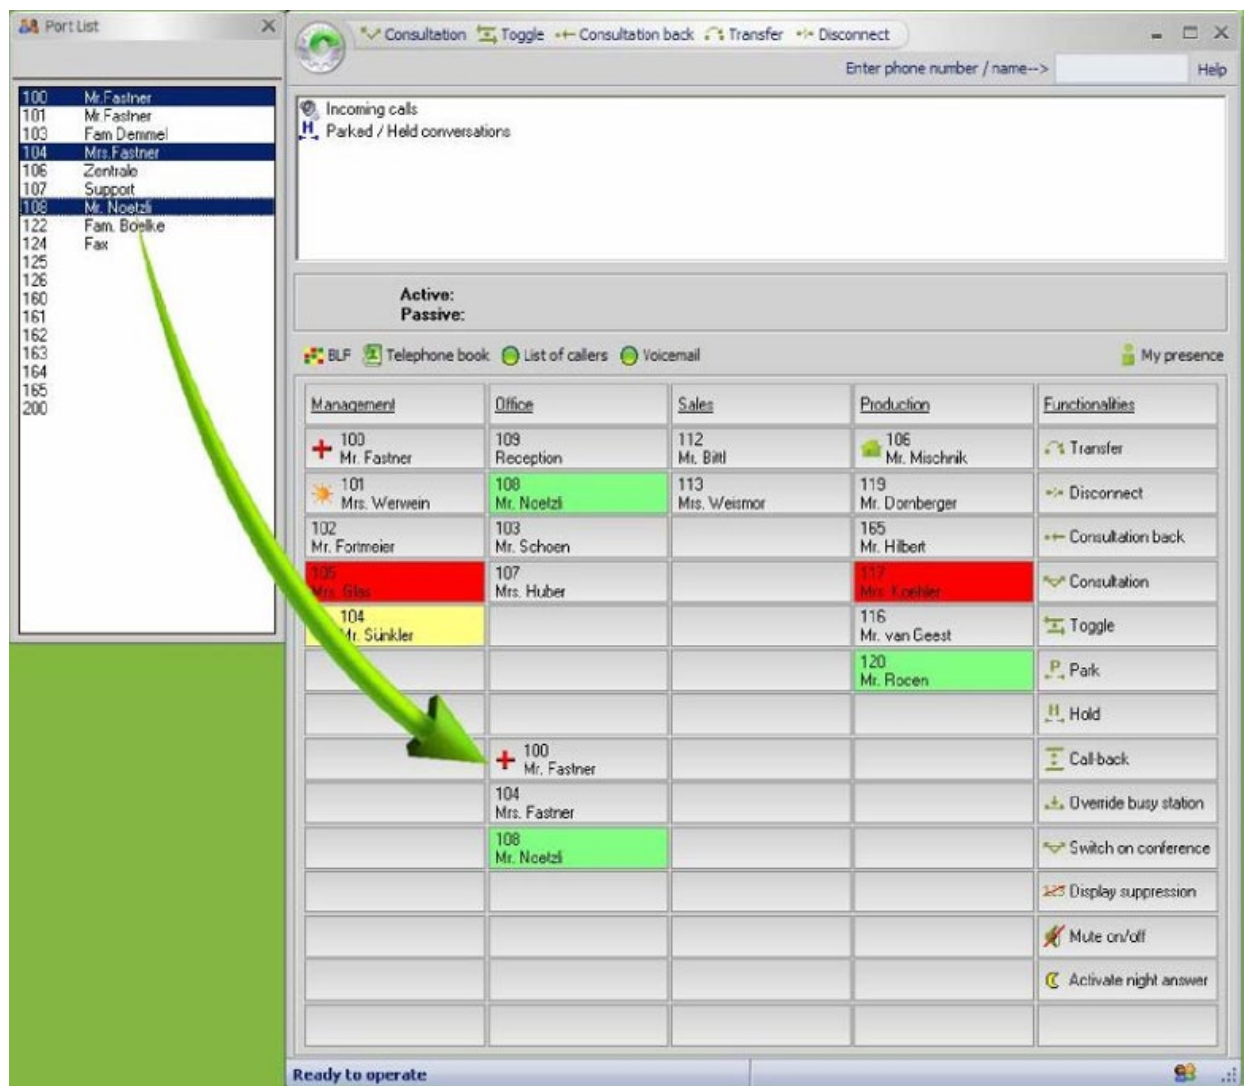 Port List
100 Mr.Fastner
101 Mr.Fastner
103 Fam Demmel
104 Mrs.Fastner
106 Zentrale
107 Support
108 Mr. Noetzli
122 Fam. Boelke
124 Fax
125
126
160
161
162
163
164
165
200
Consultation Toggle Consultation back Transfer Disconnect
Enter phone number / name--> Help
Incoming calls
Parked / Held conversations
Active:
Passive:
BLF Telephone book List of callers Voicemail My presence
Management Office Sales Production Functionalities
100 109 112 106 Transfer
Mr. Fastner Reception Mr. Bittl Mr. Mischnik
101 108 113 119 Disconnect
Mrs. Werwein Mr. Noetzli Mrs. Weismor Mr. Dornberger
102 103 165 Consultation back
Mr. Fortmeier Mr. Schoen Mr. Hilbert
105 107 117 Consultation
Mrs. Glas Mrs. Huber Mrs. Koehler
104 116 Toggle
Mr. Sünkler Mr. van Geest
120 Park
Mr. Rocen
Hold
100 Call-back
Mr. Fastner
104 Override busy station
Mrs. Fastner
108 Switch on conference
Mr. Noetzli
Display suppression
Mute on/off
Activate night answer
Ready to operate